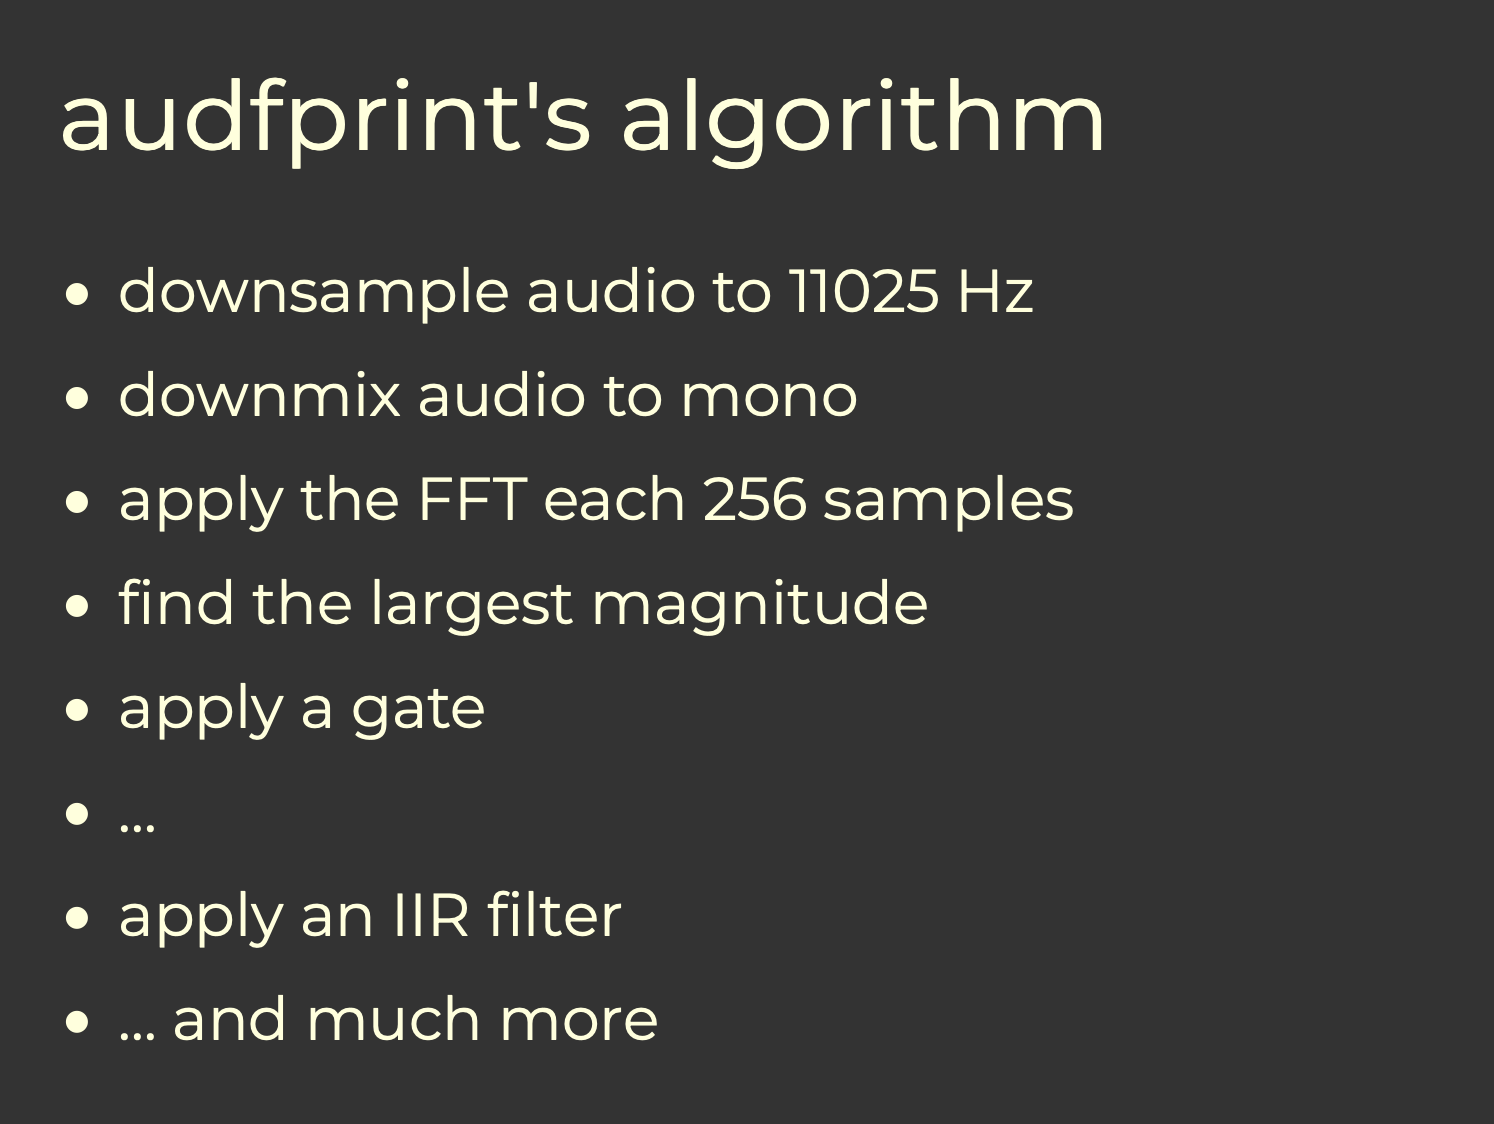 audfprint's algorithm
• downsample audio to 11025 Hz
• downmix audio to mono
• apply the FFT each 256 samples
• find the largest magnitude
• apply a gate
• ...
• apply an IIR filter
• ... and much more